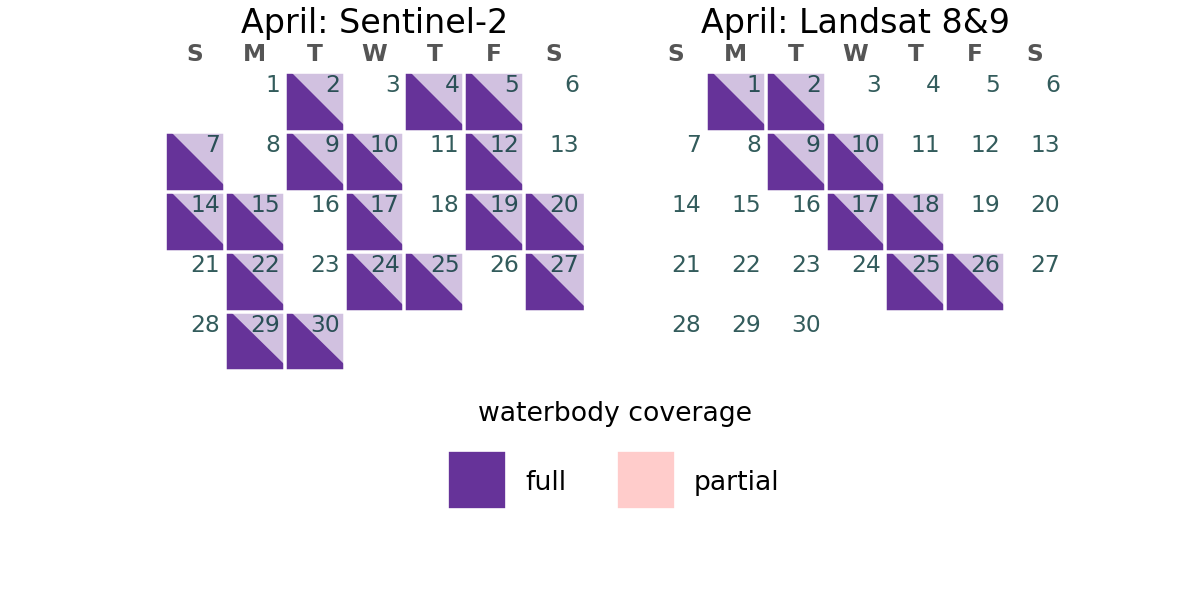 April: Sentinel-2
S M T W T F S
1 2 3 4 5 6
7 8 9 10 11 12 13
14 15 16 17 18 19 20
21 22 23 24 25 26 27
28 29 30
April: Landsat 8&9
S M T W T F S
1 2 3 4 5 6
7 8 9 10 11 12 13
14 15 16 17 18 19 20
21 22 23 24 25 26 27
28 29 30
waterbody coverage
full partial